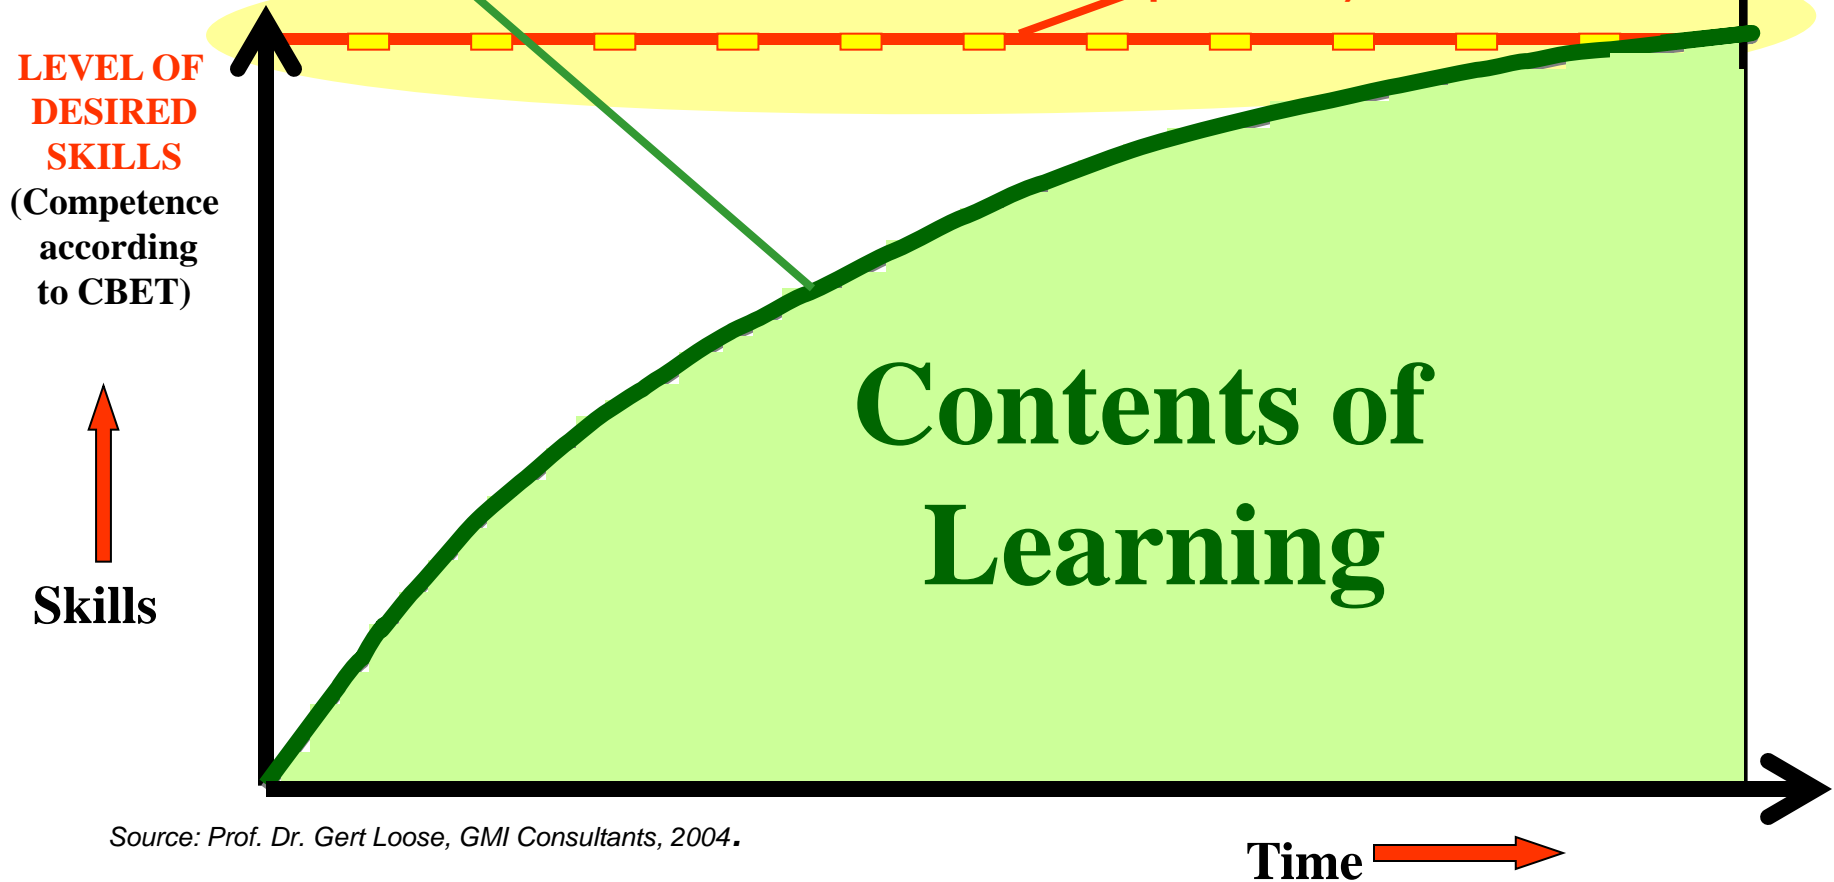 LEVEL OF
DESIRED
SKILLS
(Competence
according
to CBET)
Contents of
Learning
Skills
Source: Prof. Dr. Gert Loose, GMI Consultants, 2004.
Time